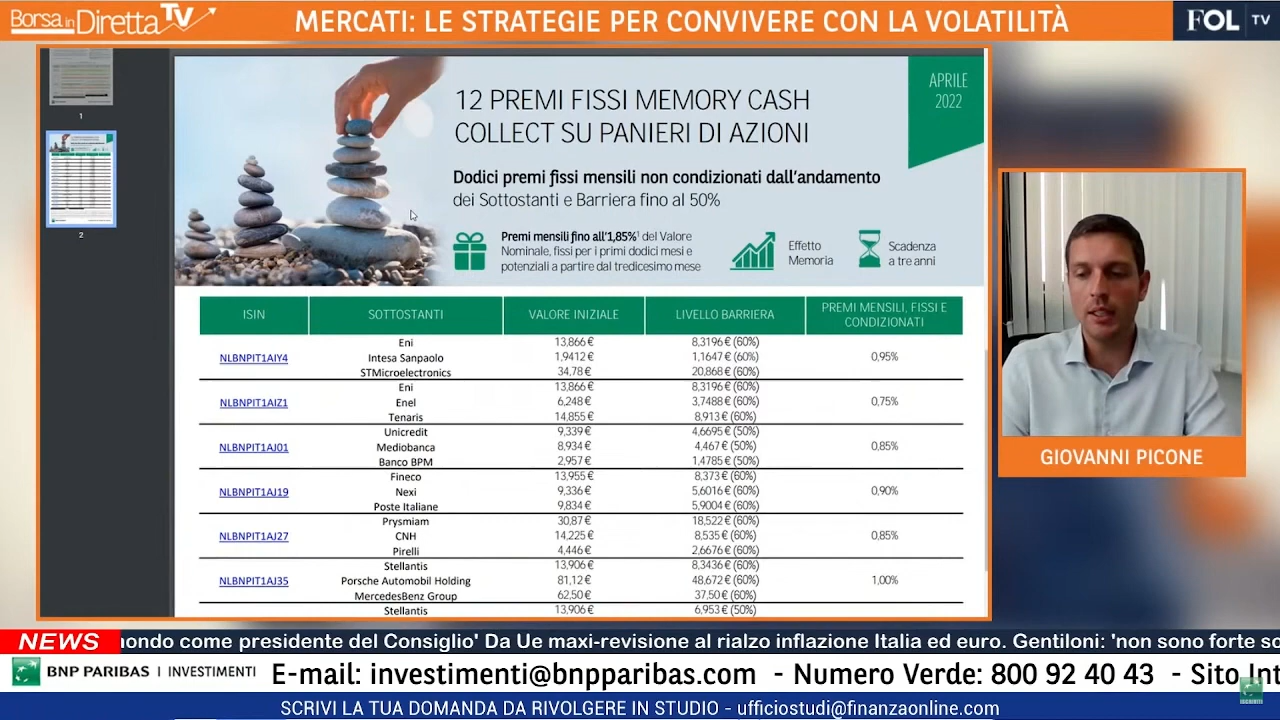 Borsa in Diretta TV
MERCATI: LE STRATEGIE PER CONVIVERE CON LA VOLATILITÀ
FOL TV
1
2
12 PREMI FISSI MEMORY CASH
COLLECT SU PANIERI DI AZIONI
APRILE
2022
Dodici premi fissi mensili non condizionati dall'andamento
dei Sottostanti e Barriera fino al 50%
Premi mensili fino all'1,85%¹ del Valore
Nominale, fissi per i primi dodici mesi e
potenziali a partire dal tredicesimo mese
Effetto
Memoria
Scadenza
a tre anni
ISIN SOTTOSTANTI VALORE INIZIALE LIVELLO BARRIERA PREMI MENSILI, FISSI E
CONDIZIONATI
Eni 13,866 € 8,3196 € (60%)
NLBNPIT1AIY4 Intesa Sanpaolo 1,9412 € 1,1647 € (60%) 0,95%
STMicroelectronics 34,78 € 20,868 € (60%)
Eni 13,866 € 8,3196 € (60%)
NLBNPIT1AIZ1 Enel 6,248 € 3,7488 € (60%) 0,75%
Tenaris 14.855 € 8,913 € (60%)
Unicredit 9,339 € 4,6695 € (50%)
NLBNPIT1AJ01 Mediobanca 8,934 € 4,467 € (50%) 0,85%
Banco BPM 2,957 € 1,4785 € (50%)
Fineco 13,955 € 8,373 € (60%)
NLBNPIT1AJ19 Nexi 9,336 € 5,6016 € (60%) 0,90%
Poste Italiane 9,834 € 5,9004 € (60%)
Prysmiam 30,87 € 18,522 € (60%)
NLBNPIT1AJ27 CNH 14,225 € 8,535 € (60%) 0,85%
Pirelli 4,446 € 2,6676 € (60%)
Stellantis 13,906 € 8,3436 € (60%)
NLBNPIT1AJ35 Porsche Automobil Holding 81,12 € 48,672 € (60%) 1,00%
MercedesBenz Group 62,50 € 37,50 € (60%)
Stellantis 13,906 € 6,953 € (50%)
GIOVANNI PICONE
NEWS uondo come presidente del Consiglio' Da Ue maxi-revisione al rialzo inflazione Italia ed euro. Gentiloni: 'non sono forte so
BNP PARIBAS | INVESTIMENTI E-mail: investimenti@bnpparibas.com - Numero Verde: 800 92 40 43 - Sito Int
SCRIVI LA TUA DOMANDA DA RIVOLGERE IN STUDIO - ufficiostudi@finanzaonline.com